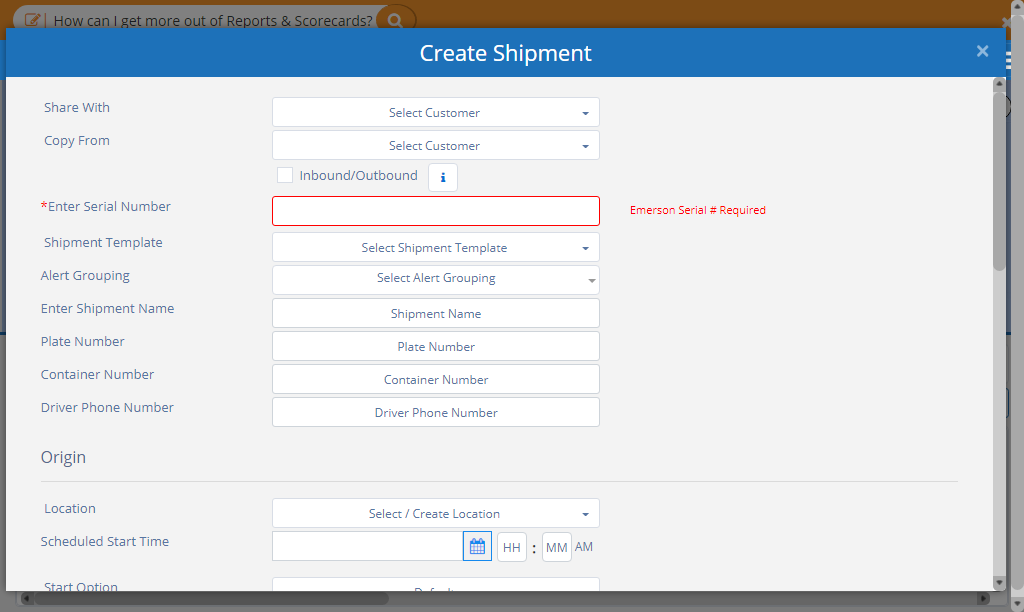 How can I get more out of Reports & Scorecards?
Create Shipment ×
Share With Select Customer
Copy From Select Customer
Inbound/Outbound i
*Enter Serial Number Emerson Serial # Required
Shipment Template Select Shipment Template
Alert Grouping Select Alert Grouping
Enter Shipment Name Shipment Name
Plate Number Plate Number
Container Number Container Number
Driver Phone Number Driver Phone Number
Origin
Location Select / Create Location
Scheduled Start Time HH : MM AM
Start Option Default